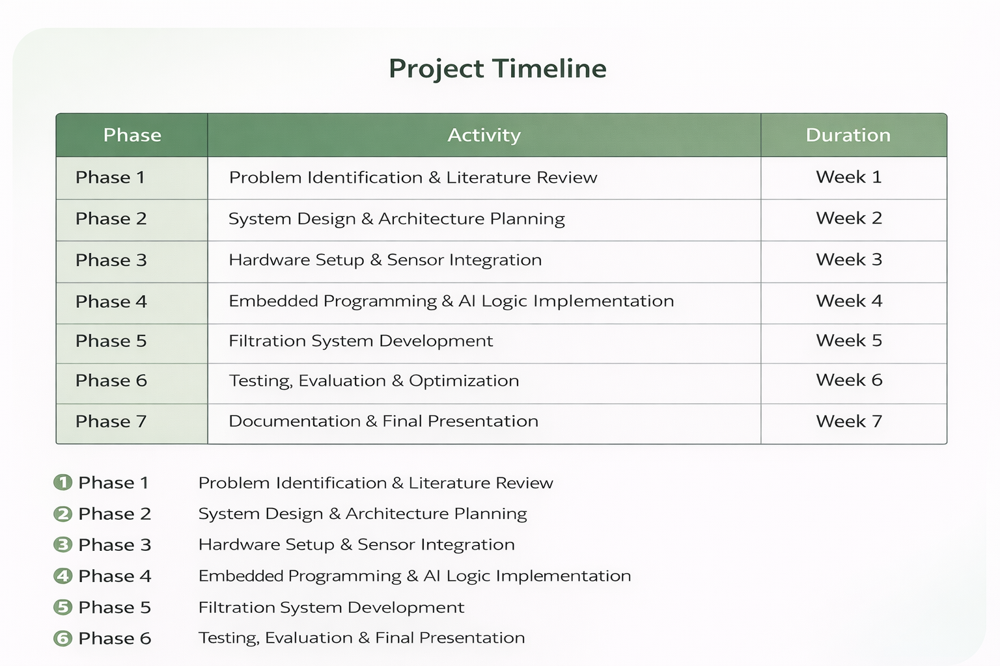 Project Timeline
Phase Activity Duration
Phase 1 Problem Identification & Literature Review Week 1
Phase 2 System Design & Architecture Planning Week 2
Phase 3 Hardware Setup & Sensor Integration Week 3
Phase 4 Embedded Programming & AI Logic Implementation Week 4
Phase 5 Filtration System Development Week 5
Phase 6 Testing, Evaluation & Optimization Week 6
Phase 7 Documentation & Final Presentation Week 7
1 Phase 1 Problem Identification & Literature Review
2 Phase 2 System Design & Architecture Planning
3 Phase 3 Hardware Setup & Sensor Integration
4 Phase 4 Embedded Programming & AI Logic Implementation
5 Phase 5 Filtration System Development
6 Phase 6 Testing, Evaluation & Final Presentation